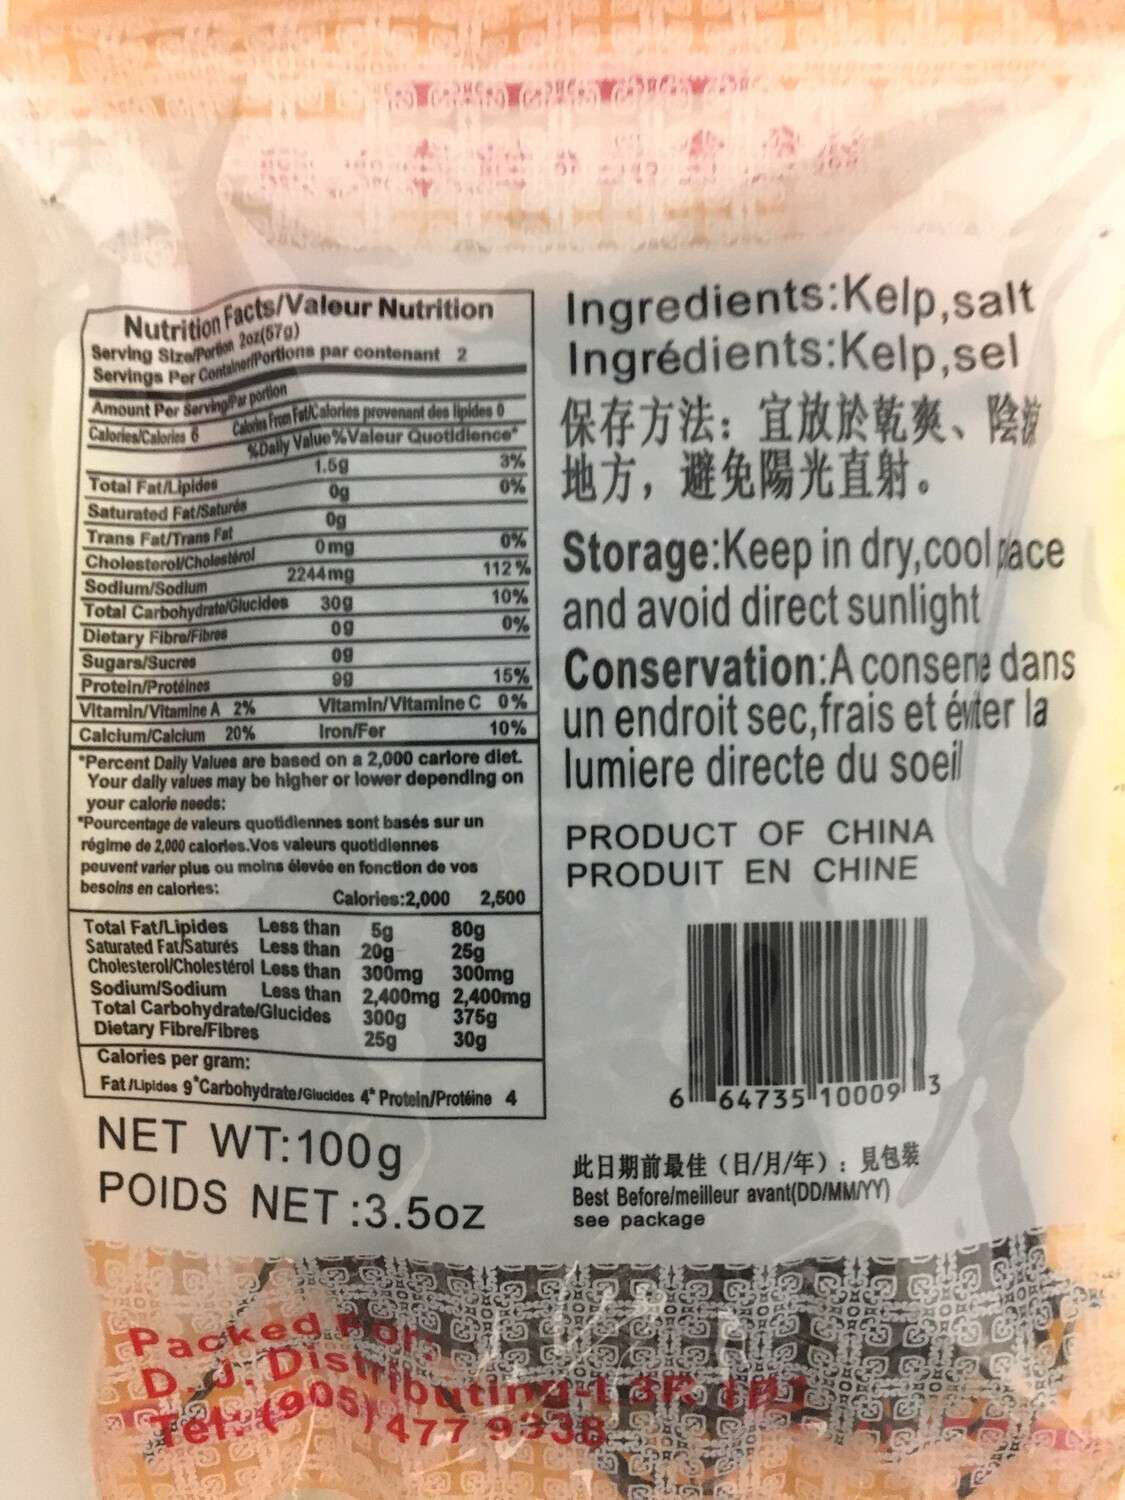 Nutrition Facts/Valeur Nutrition
Serving Size/Portion 2oz(57g)
Servings Per Container/Portions par contenant 2
Amount Per Serving/Par portion
Calories/Calories 6 Calories From Fat/Calories provenant des lipides 0
%Daily Value%Valeur Quotidience*
Total Fat/Lipides 1.5g 3%
Saturated Fat/Saturés 0g 0%
Trans Fat/Trans Fat 0g
Cholesterol/Cholestérol 0mg 0%
Sodium/Sodium 2244mg 112%
Total Carbohydrate/Glucides 30g 10%
Dietary Fibre/Fibres 0g 0%
Sugars/Sucres 0g
Protein/Protéines 9g 15%
Vitamin/Vitamine A 2% Vitamin/Vitamine C 0%
Calcium/Calcium 20% Iron/Fer 10%
*Percent Daily Values are based on a 2,000 carlore diet.
Your daily values may be higher or lower depending on
your calorie needs:
*Pourcentage de valeurs quotidiennes sont basés sur un
régime de 2,000 calories.Vos valeurs quotidiennes
peuvent varier plus ou moins élevée en fonction de vos
besoins en calories:
Calories:2,000 2,500
Total Fat/Lipides Less than 5g 80g
Saturated Fat/Saturés Less than 20g 25g
Cholesterol/Cholestérol Less than 300mg 300mg
Sodium/Sodium Less than 2,400mg 2,400mg
Total Carbohydrate/Glucides 300g 375g
Dietary Fibre/Fibres 25g 30g
Calories per gram:
Fat/Lipides 9*Carbohydrate/Glucides 4* Protein/Protéine 4
NET WT:100g
POIDS NET:3.5oz
Ingredients:Kelp,salt
Ingrédients:Kelp,sel
保存方法：宜放於乾爽、陰涼
地方，避免陽光直射。
Storage:Keep in dry,cool
and avoid direct sunlight
Conservation:A conserve dans
un endroit sec,frais et éviter la
lumiere directe du soeil
PRODUCT OF CHINA
PRODUIT EN CHINE
6 64735 10009 3
此日期前最佳（日/月/年）：見包裝
Best Before/meilleur avant(DD/MM/YY)
see package
Packed For:
D.J. Distributing
Tel: (905) 477 9338